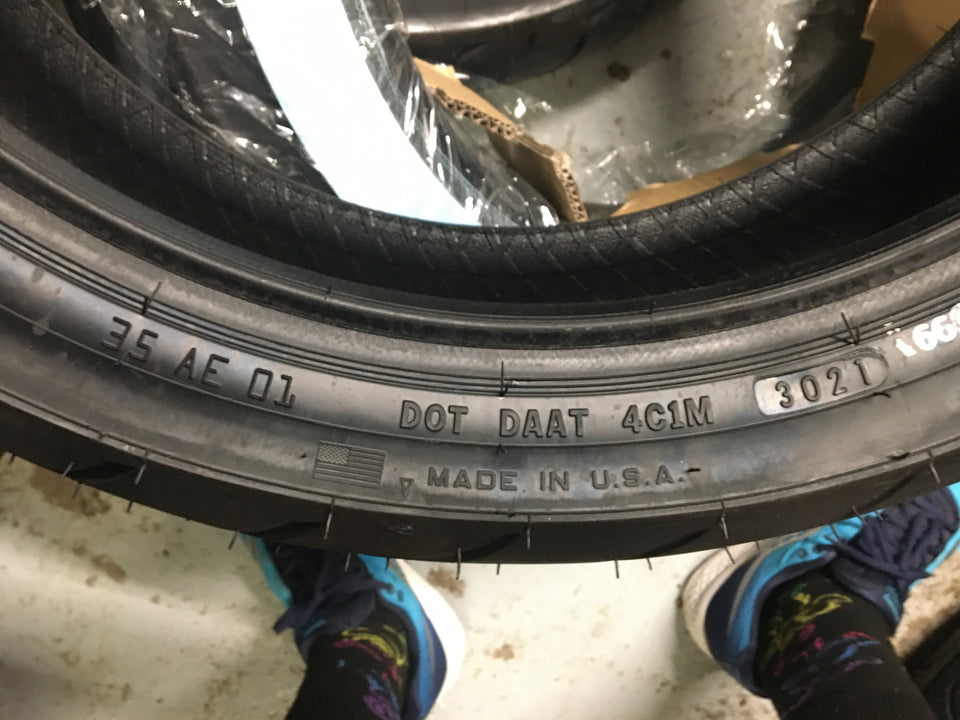 35 AE 01
DOT DAAT 4C1M 3021
MADE IN U.S.A.